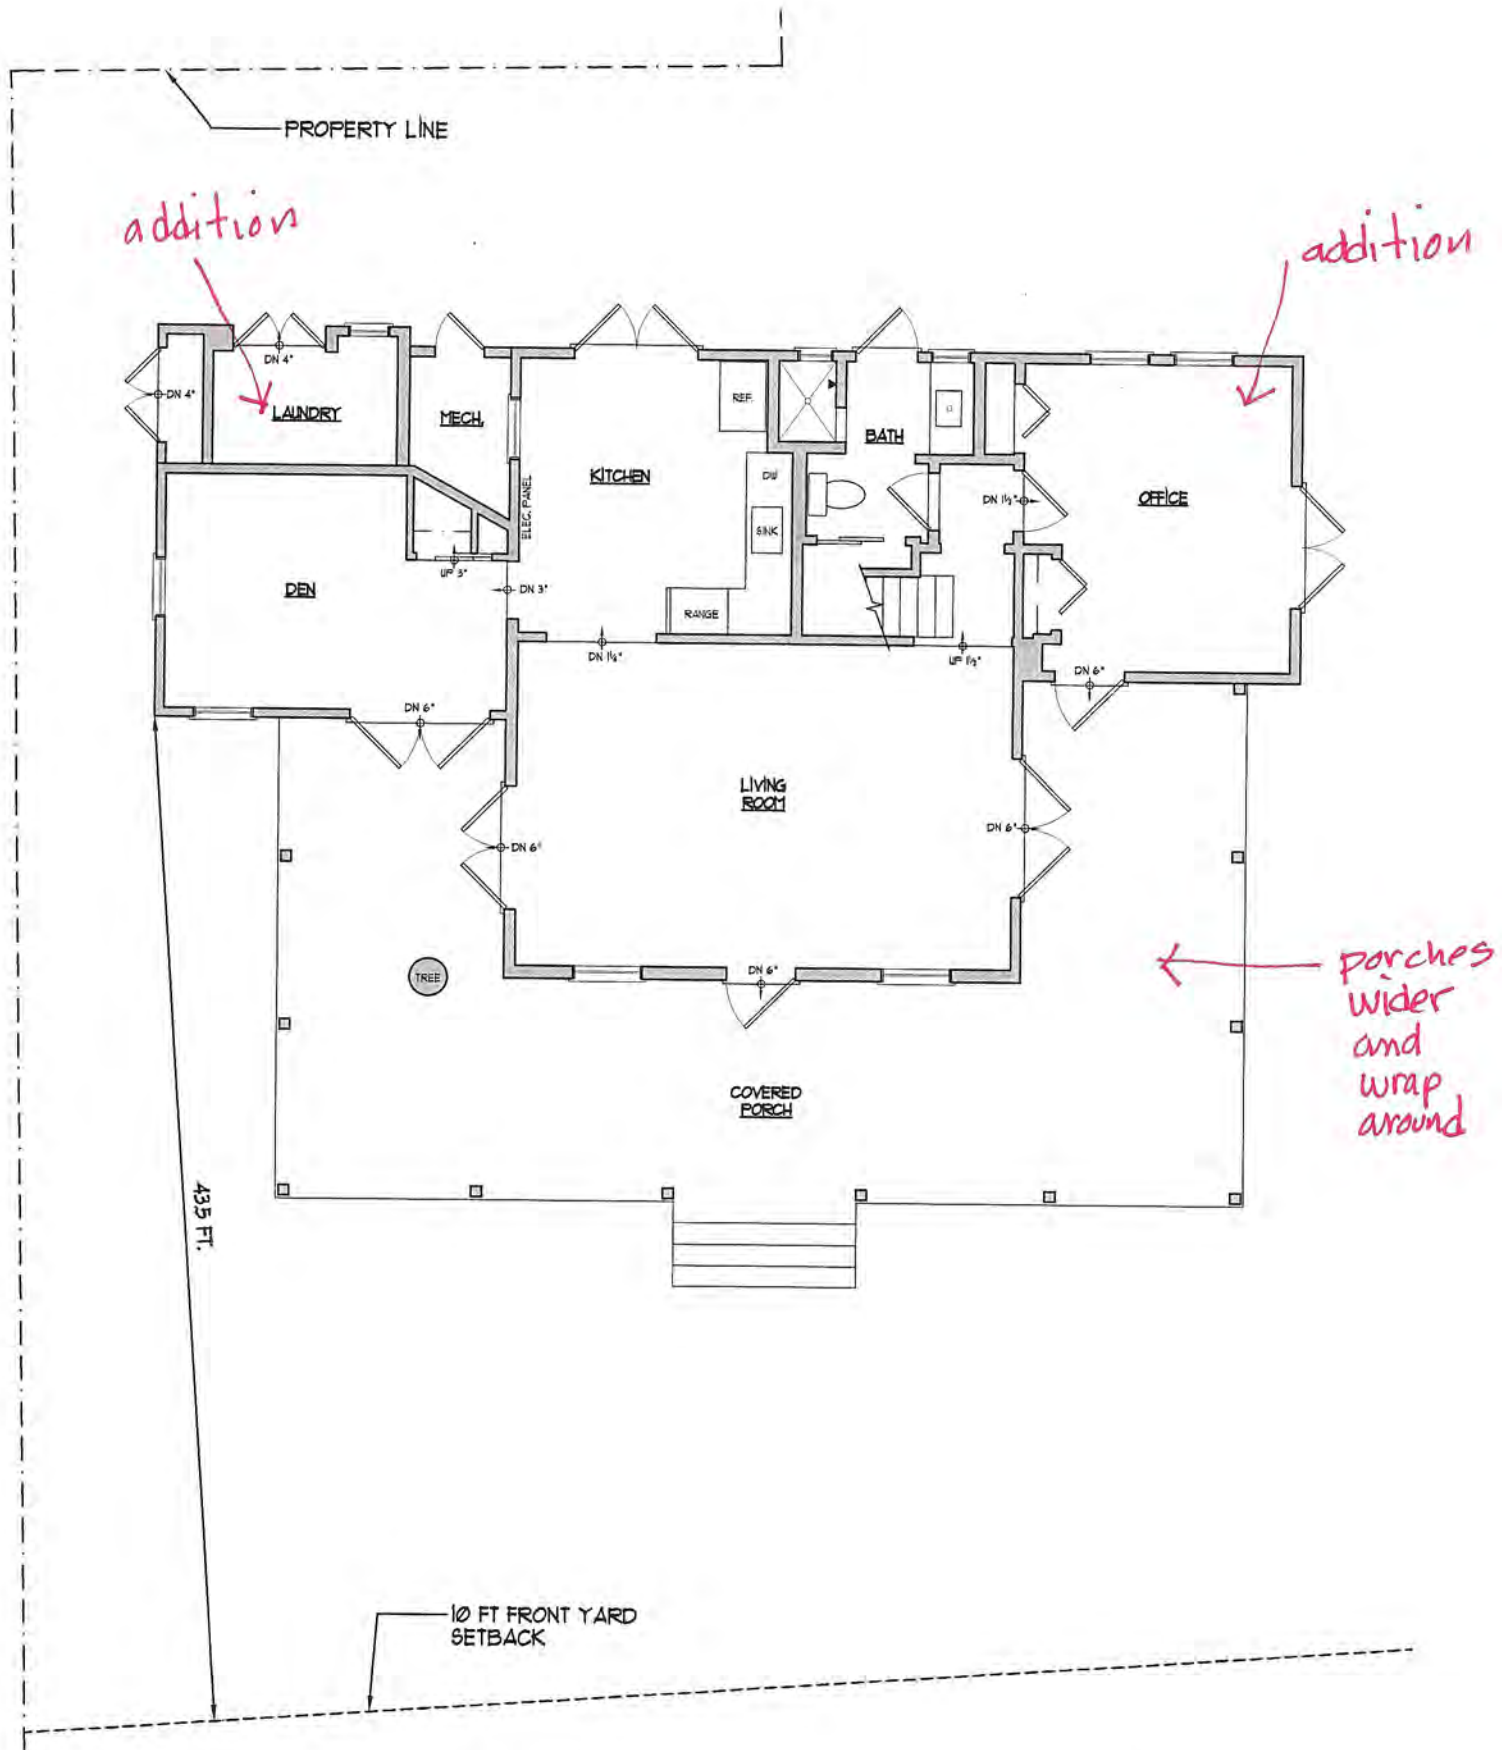 PROPERTY LINE
addition
addition
DN 4"
DN 4"
LAUNDRY
MECH.
REF.
BATH
KITCHEN
ELEC. PANEL
DW
SINK
DN 1½"
OFFICE
UP 3"
DN 3"
DEN
RANGE
DN 1½"
UP 1½"
DN 6"
DN 6"
LIVING
ROOM
DN 6"
DN 6"
DN 6"
TREE
porches
wider
and
wrap
around
COVERED
PORCH
43.5 FT.
10 FT FRONT YARD
SETBACK